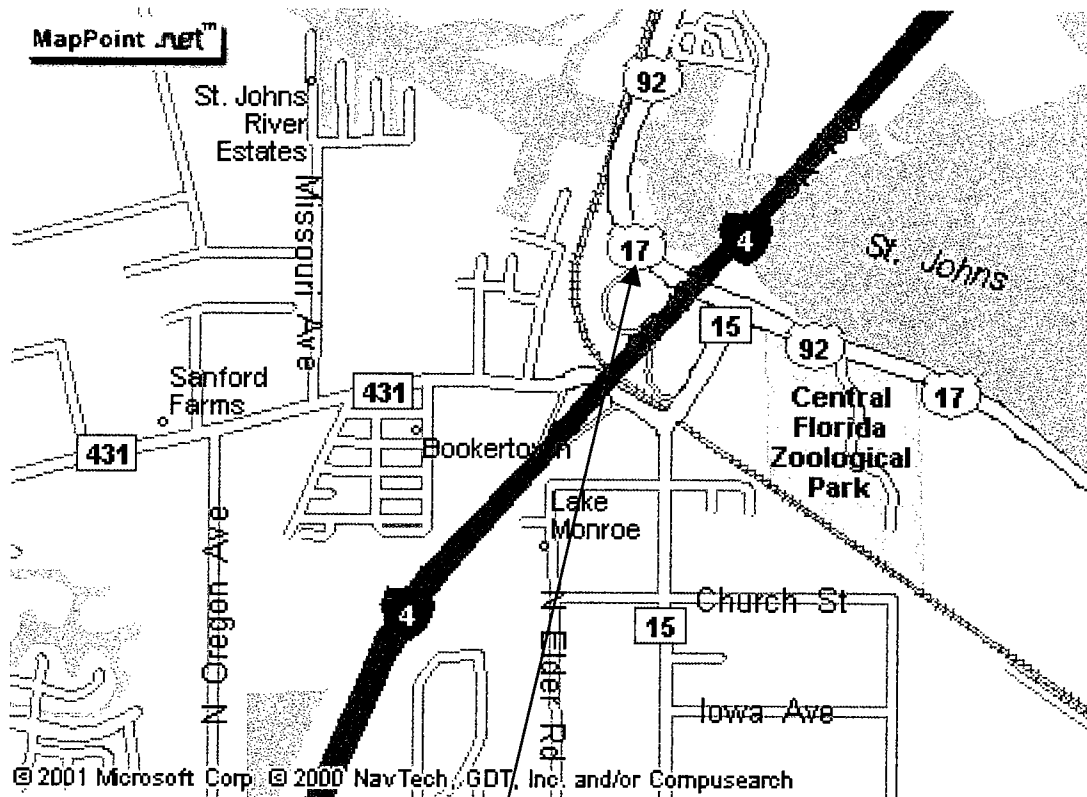 MapPoint .net™
92
St. Johns
River
Estates
Missouri Ave
17
4
St. Johns
15
92
17
Sanford
Farms
431
431
Central
Florida
Zoological
Park
Bookertown
Lake
Monroe
N Oregon Ave
4
N Elder Rd
Church St
15
Iowa Ave
© 2001 Microsoft Corp © 2000 NavTech, GDT, Inc. and/or Compusearch